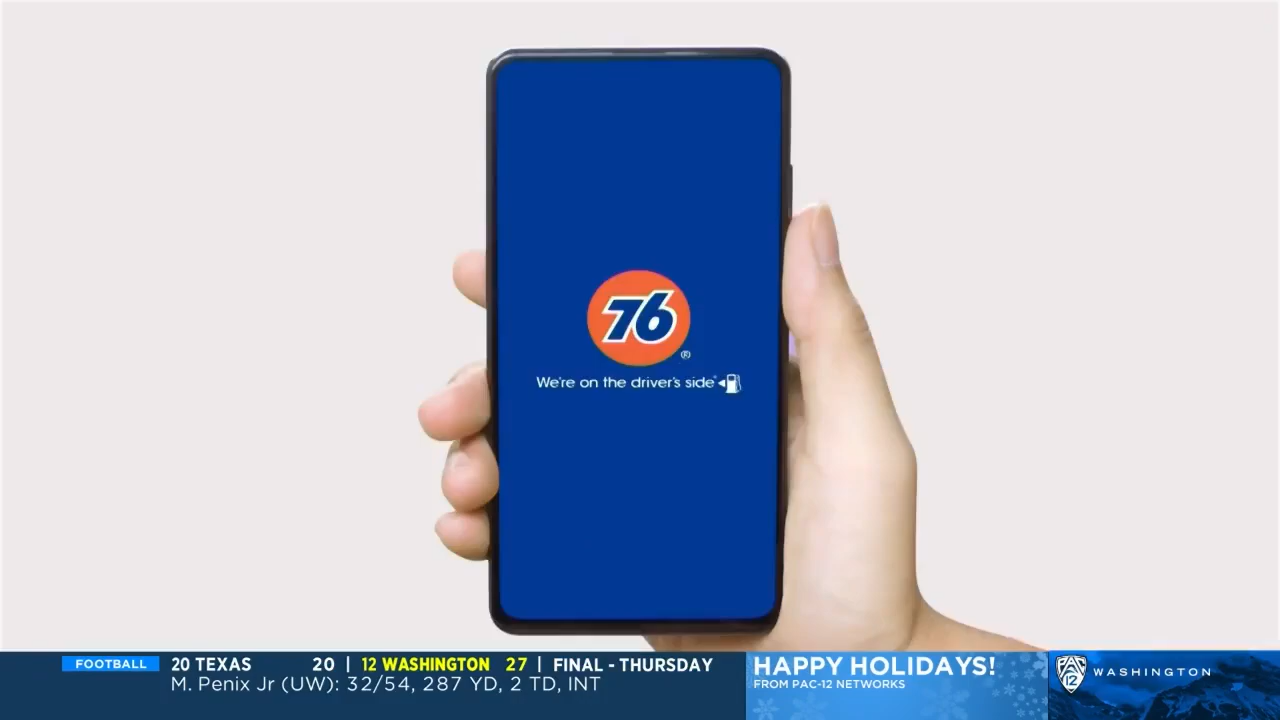 76
®
We're on the driver's side®
FOOTBALL
20 TEXAS 20 | 12 WASHINGTON 27 | FINAL - THURSDAY
M. Penix Jr (UW): 32/54, 287 YD, 2 TD, INT
HAPPY HOLIDAYS!
FROM PAC-12 NETWORKS
PAC
12
WASHINGTON